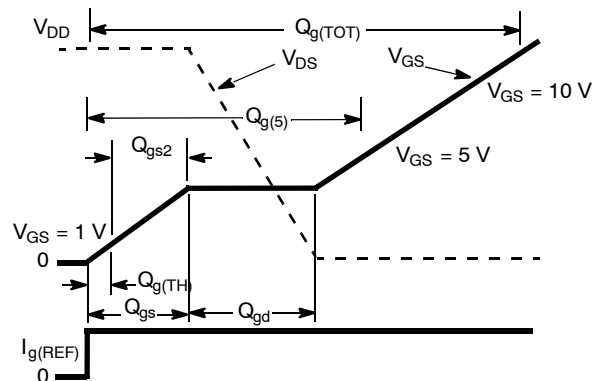 V_DD
Q_g(TOT)
V_DS
V_GS
V_GS = 10 V
Q_g(5)
Q_gs2
V_GS = 5 V
V_GS = 1 V
0
Q_g(TH)
Q_gs
Q_gd
I_g(REF)
0